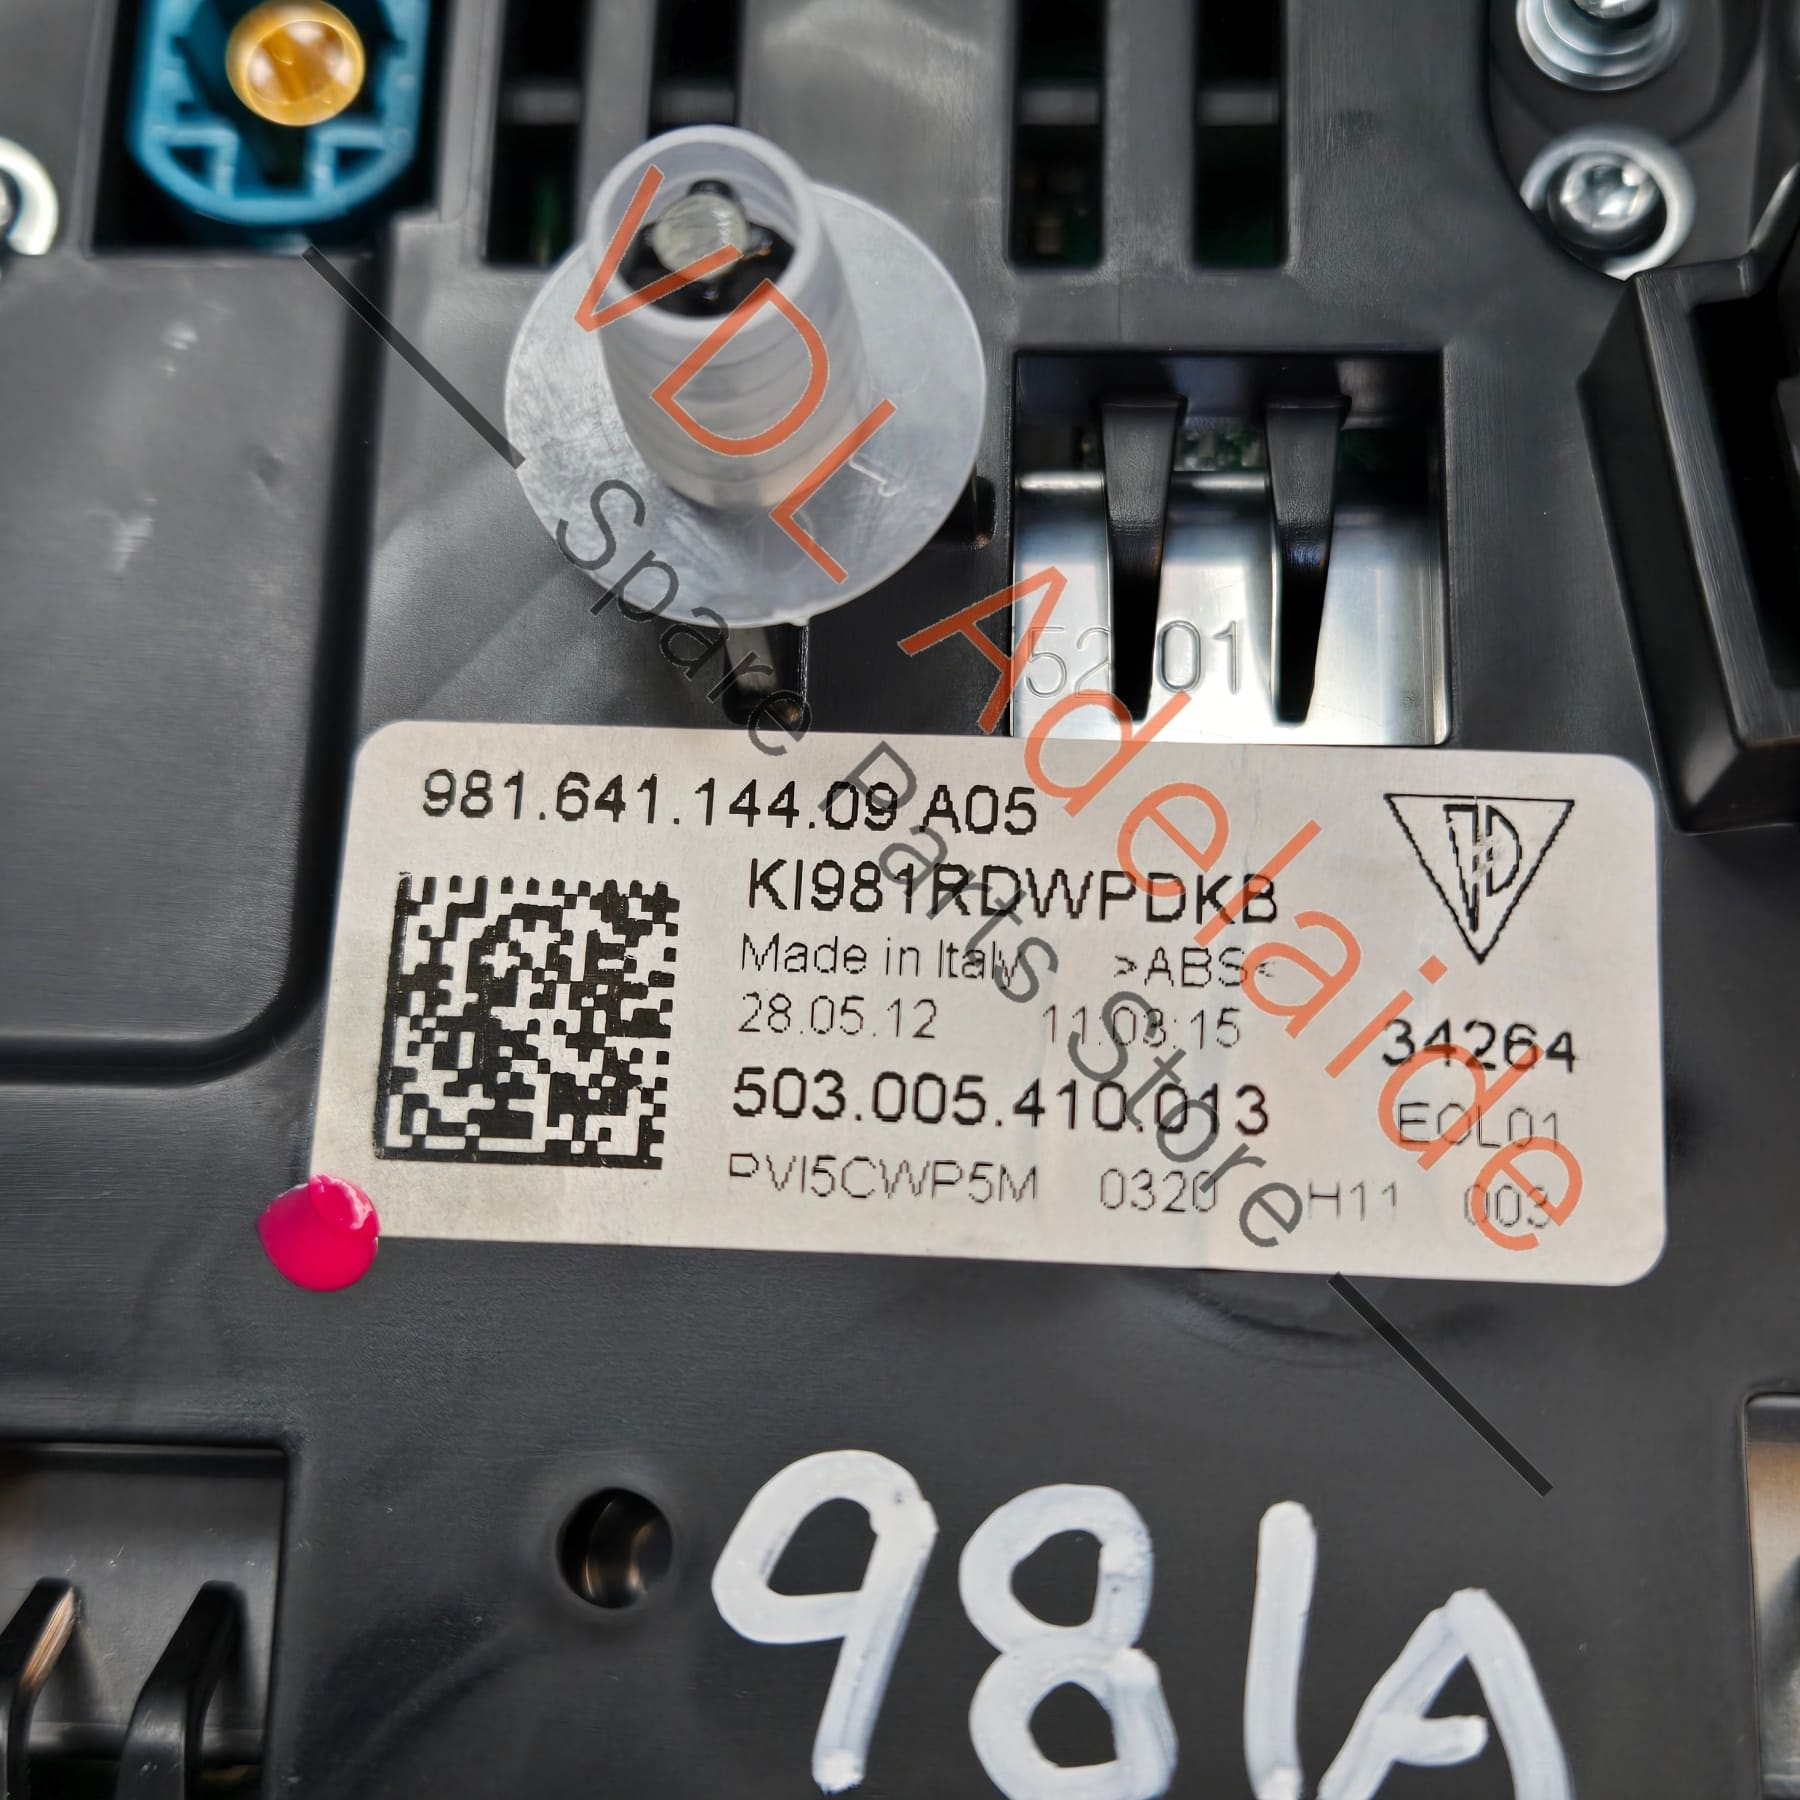 52 01
981.641.144.09 A05
KI981RDWPDKB
Made in Italy >ABS<
28.05.12 11:03:15
34264
503.005.410.013
EOL01
PVI5CWP5M 0320 H11 003
981A
VDL Adelaide
Spare Parts Store